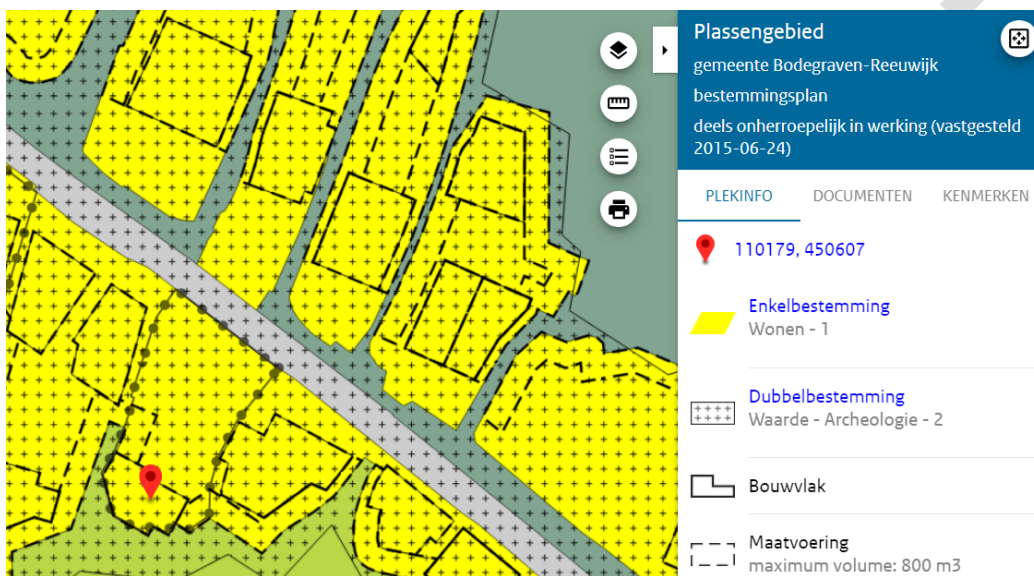 Plassengebied
gemeente Bodegraven-Reeuwijk
bestemmingsplan
deels onherroepelijk in werking (vastgesteld
2015-06-24)
PLEKINFO DOCUMENTEN KENMERKEN
110179, 450607
Enkelbestemming
Wonen - 1
Dubbelbestemming
Waarde - Archeologie - 2
Bouwvlak
Maatvoering
maximum volume: 800 m3